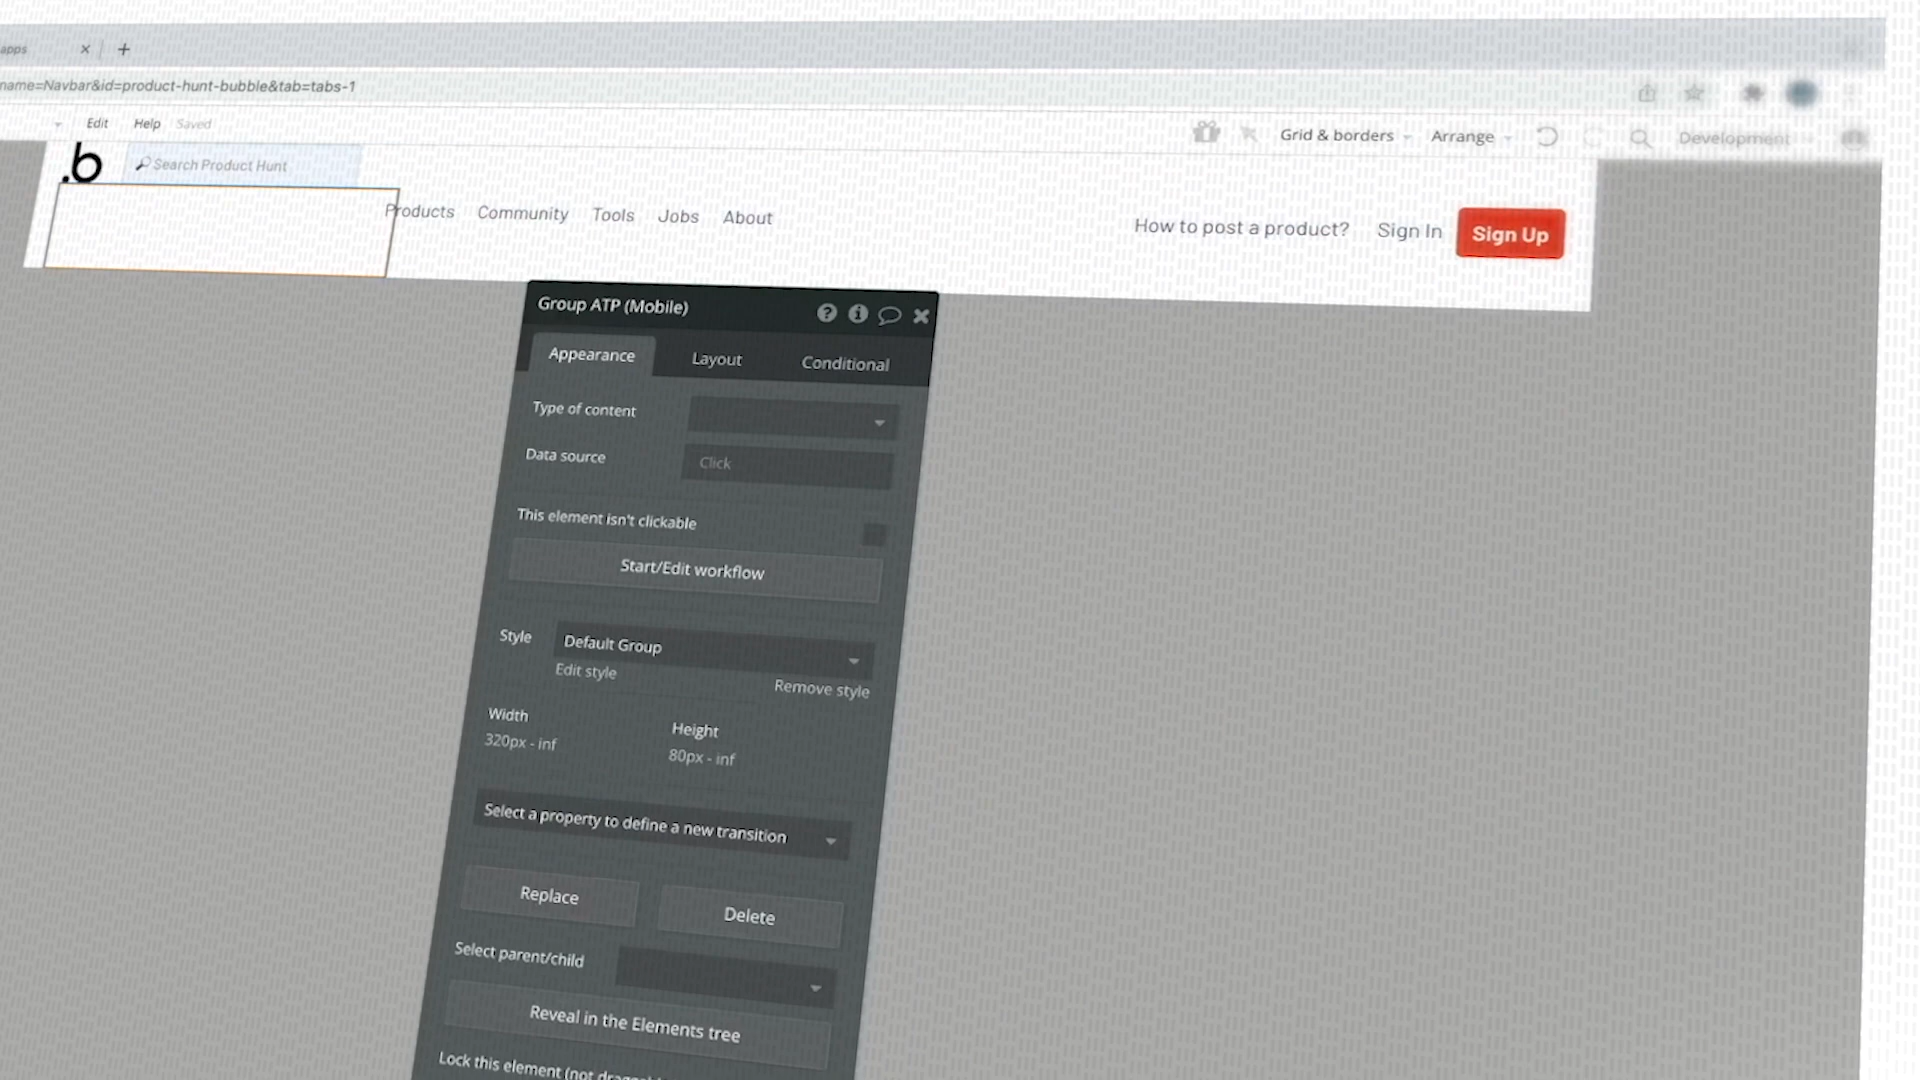 apps
name=Navbar&id=product-hunt-bubble&tab=tabs-1
Edit Help Saved
Grid & borders Arrange Development
.b Search Product Hunt
Products Community Tools Jobs About
How to post a product? Sign In Sign Up
Group ATP (Mobile)
Appearance Layout Conditional
Type of content
Data source Click
This element isn't clickable
Start/Edit workflow
Style Default Group
Edit style Remove style
Width Height
320px - inf 80px - inf
Select a property to define a new transition
Replace Delete
Select parent/child
Reveal in the Elements tree
Lock this element (not